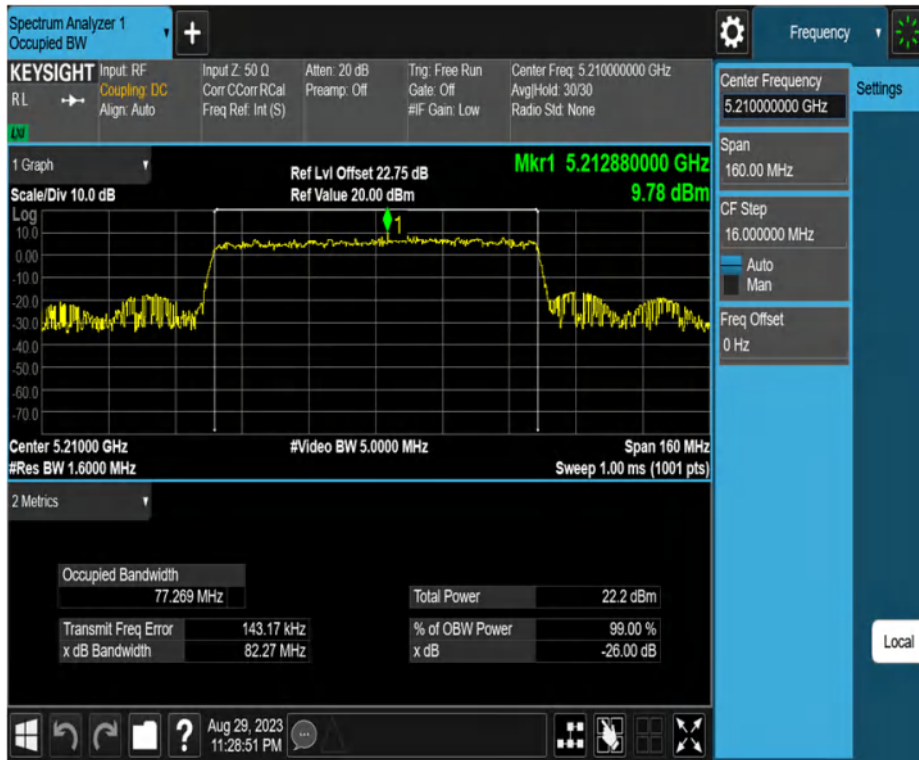 Spectrum Analyzer 1
Occupied BW
+
Frequency
KEYSIGHT
RL
LXI
Input: RF
Coupling: DC
Align: Auto
Input Z: 50 Ω
Corr CCorr RCal
Freq Ref: Int (S)
Atten: 20 dB
Preamp: Off
Trig: Free Run
Gate: Off
#IF Gain: Low
Center Freq: 5.210000000 GHz
Avg|Hold: 30/30
Radio Std: None
Center Frequency
5.210000000 GHz
Settings
Span
160.00 MHz
CF Step
16.000000 MHz
Auto
Man
Freq Offset
0 Hz
Local
1 Graph
Scale/Div 10.0 dB
Ref Lvl Offset 22.75 dB
Ref Value 20.00 dBm
Mkr1 5.212880000 GHz
9.78 dBm
Log
1
10.0
0.00
-10.0
-20.0
-30.0
-40.0
-50.0
-60.0
-70.0
Center 5.21000 GHz
#Video BW 5.0000 MHz
Span 160 MHz
#Res BW 1.6000 MHz
Sweep 1.00 ms (1001 pts)
2 Metrics
Occupied Bandwidth
77.269 MHz
Total Power 22.2 dBm
Transmit Freq Error 143.17 kHz
% of OBW Power 99.00 %
x dB Bandwidth 82.27 MHz
x dB -26.00 dB
?
Aug 29, 2023
11:28:51 PM